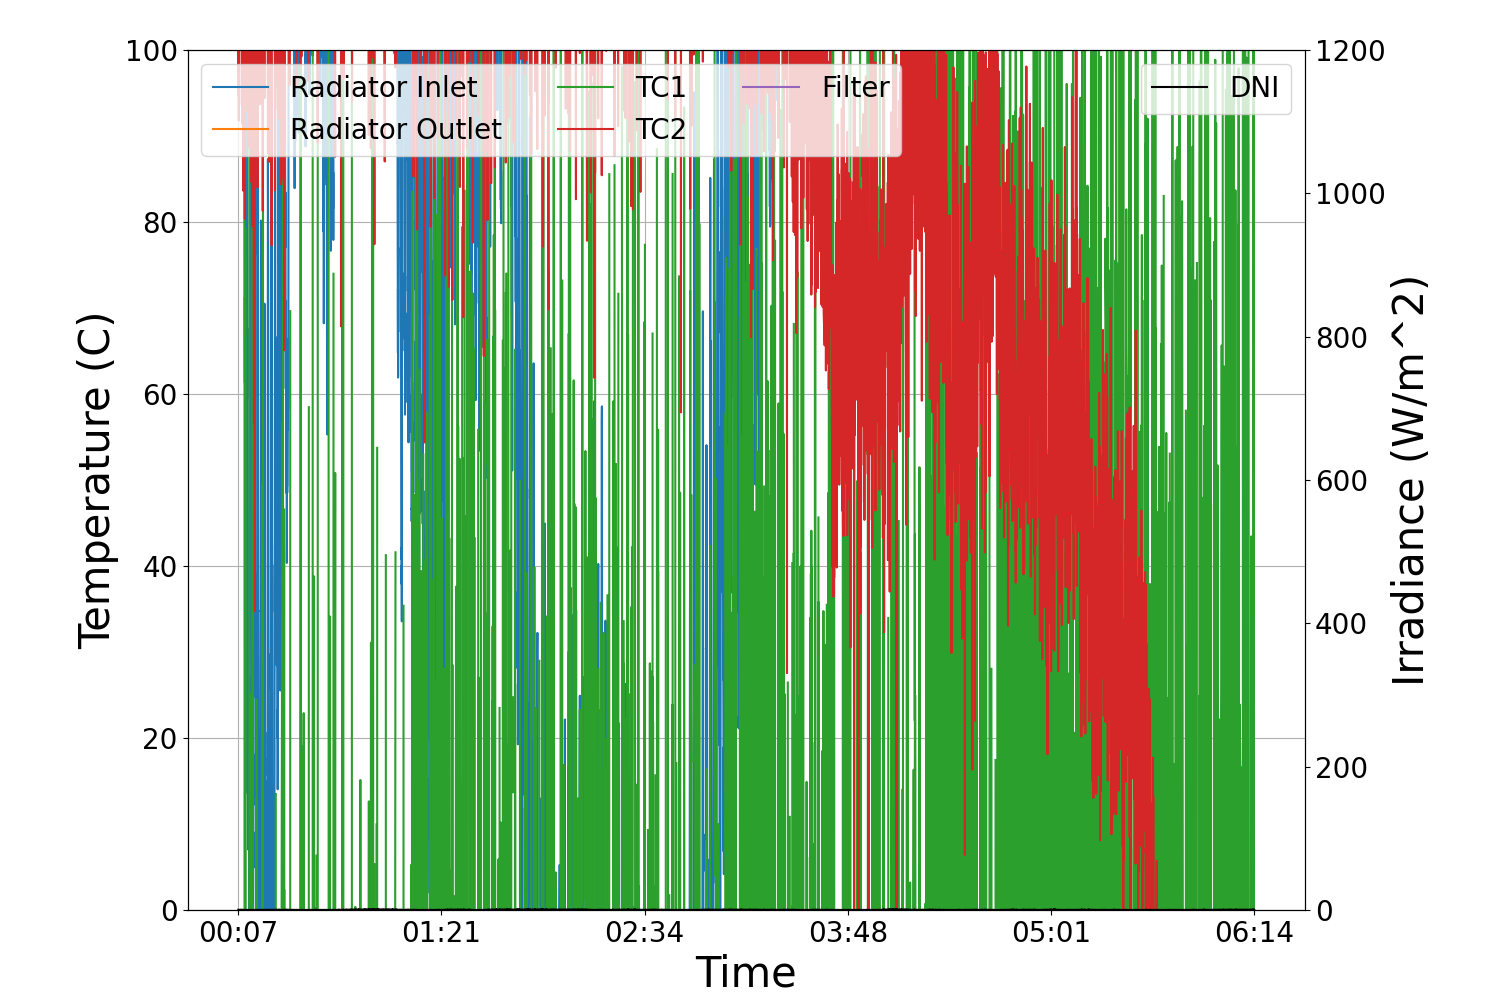 Radiator Inlet
Radiator Outlet
TC1
TC2
Filter
DNI
100
80
60
40
20
0
Temperature (C)
1200
1000
800
600
400
200
0
Irradiance (W/m^2)
00:07 01:21 02:34 03:48 05:01 06:14
Time